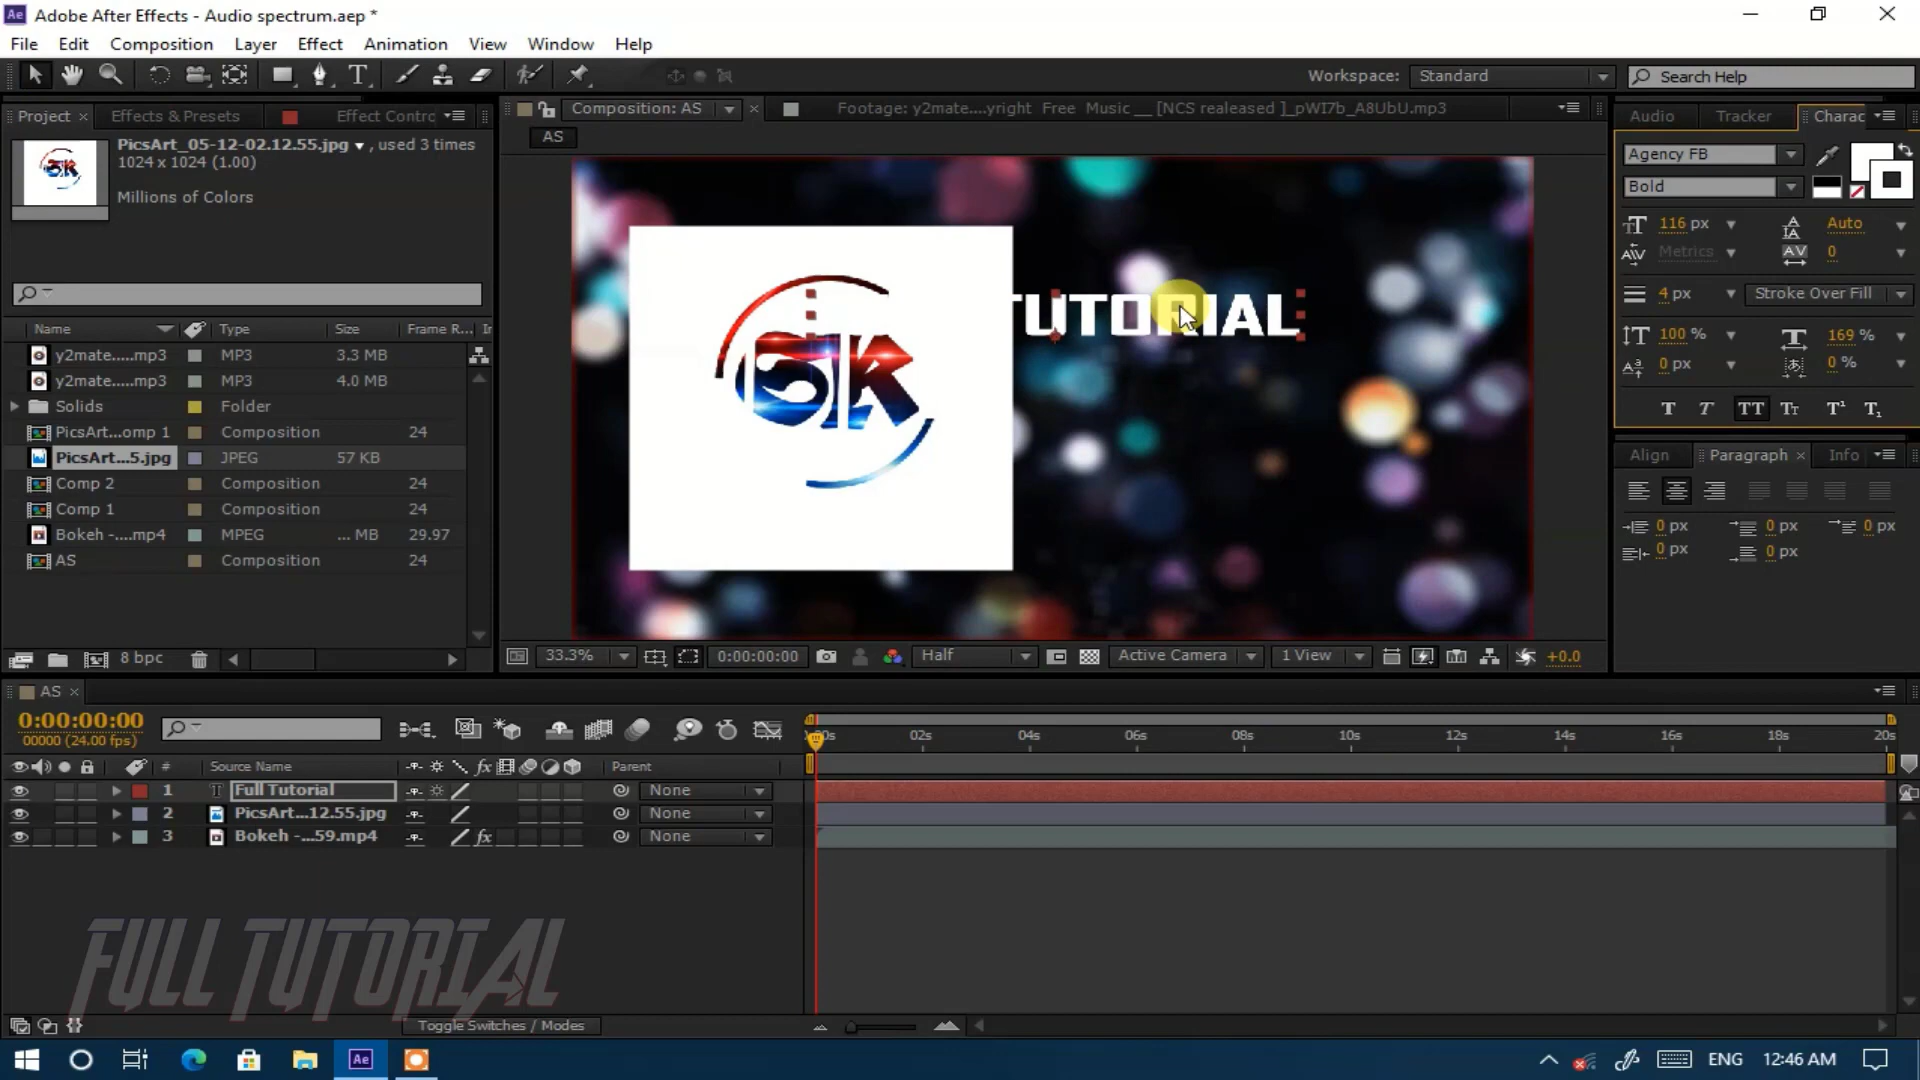 Adobe After Effects - Audio spectrum.aep *
File Edit Composition Layer Effect Animation View Window Help
Workspace: Standard Search Help
Project Effects & Presets Effect Contro
Composition: AS Footage: y2mate....yright Free Music __ [NCS realeased ]_pWI7b_A8UbU.mp3
Audio Tracker Charac
AS
PicsArt_05-12-02.12.55.jpg , used 3 times
1024 x 1024 (1.00)
Millions of Colors
SK
TUTORIAL
Agency FB
Bold
116 px Auto
Metrics 0
4 px Stroke Over Fill
100 % 169 %
0 px 0 %
Align Paragraph Info
0 px 0 px 0 px
0 px 0 px
Name Type Size Frame R... In
y2mate.....mp3 MP3 3.3 MB
y2mate.....mp3 MP3 4.0 MB
Solids Folder
PicsArt...omp 1 Composition 24
PicsArt...5.jpg JPEG 57 KB
Comp 2 Composition 24
Comp 1 Composition 24
Bokeh -....mp4 MPEG ... MB 29.97
AS Composition 24
8 bpc
33.3% 0:00:00:00 Half Active Camera 1 View +0.0
AS
0:00:00:00
00000 (24.00 fps)
02s 04s 06s 08s 10s 12s 14s 16s 18s 20s
# Source Name Parent
1 Full Tutorial None
2 PicsArt...12.55.jpg None
3 Bokeh -...59.mp4 None
FULL TUTORIAL
Toggle Switches / Modes
ENG 12:46 AM